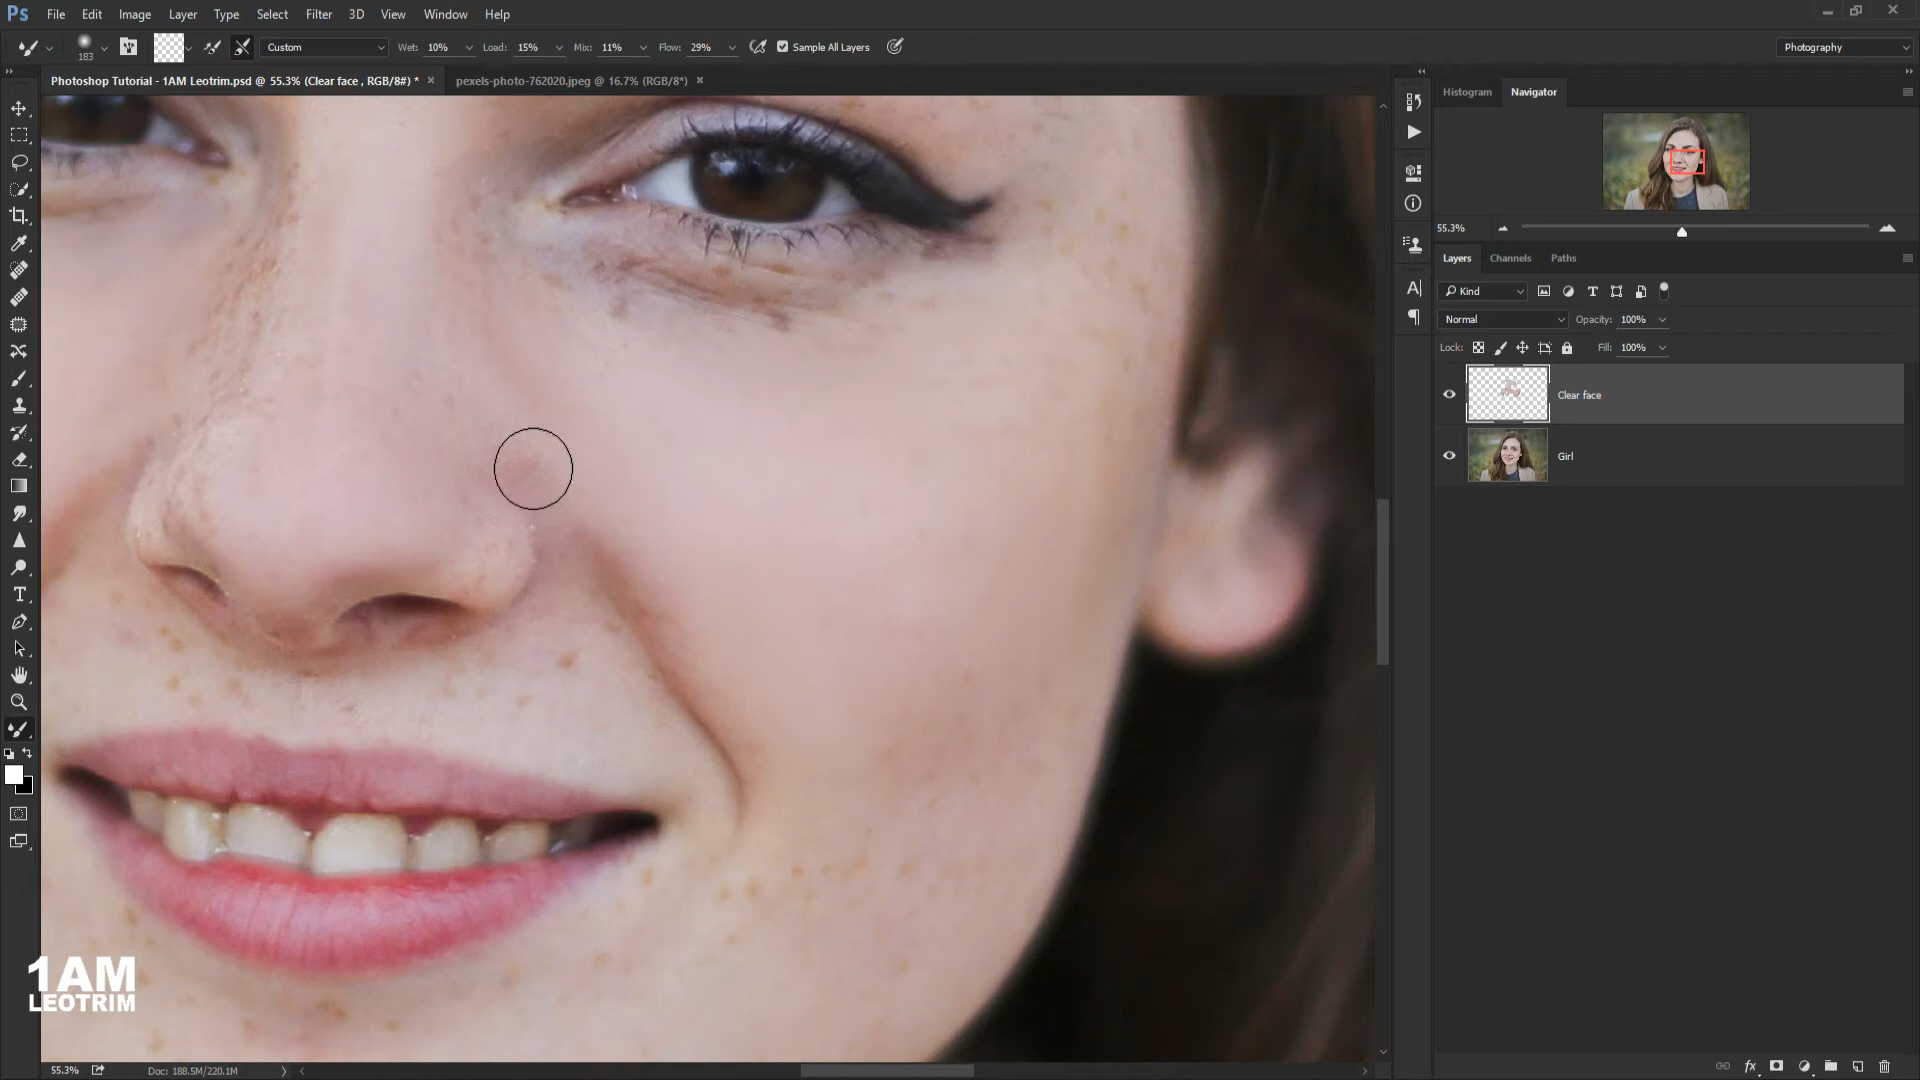 Ps File Edit Image Layer Type Select Filter 3D View Window Help
183 Custom Wet: 10% Load: 15% Mix: 11% Flow: 29% Sample All Layers Photography
Photoshop Tutorial - 1AM Leotrim.psd @ 55.3% (Clear face , RGB/8#) * × pexels-photo-762020.jpeg @ 16.7% (RGB/8*) ×
Histogram Navigator
55.3%
Layers Channels Paths
Kind
Normal Opacity: 100%
Lock: Fill: 100%
Clear face
Girl
1AM
LEOTRIM
55.3% Doc: 188.5M/220.1M
fx